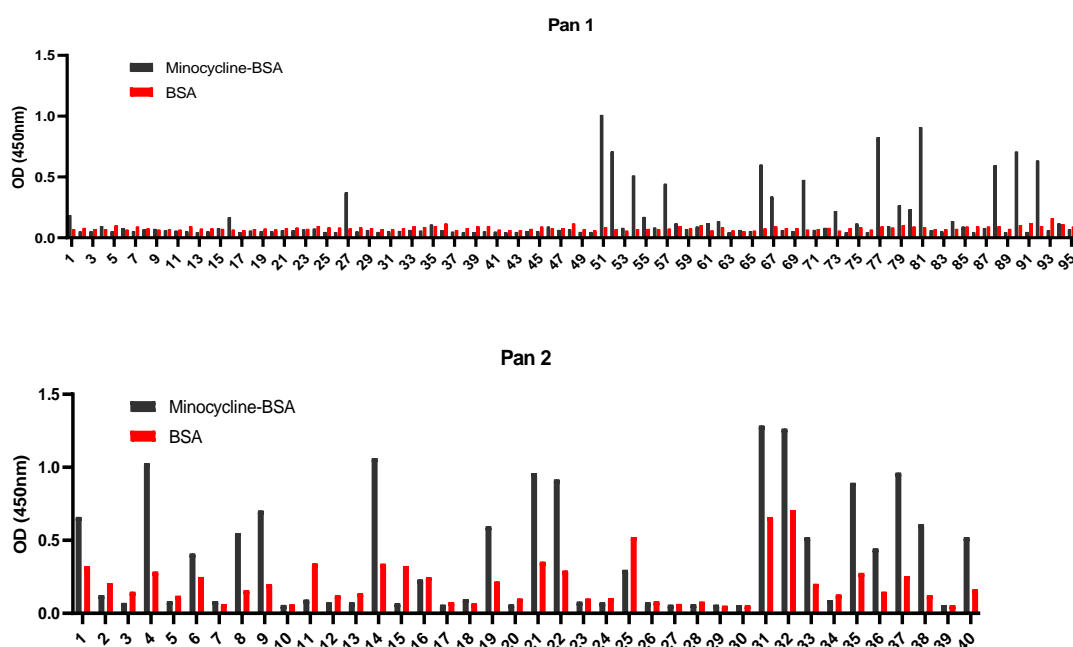 Pan 1
OD (450nm)
1.5
1.0
0.5
0.0
Minocycline-BSA
BSA
1 3 5 7 9 11 13 15 17 19 21 23 25 27 29 31 33 35 37 39 41 43 45 47 49 51 53 55 57 59 61 63 65 67 69 71 73 75 77 79 81 83 85 87 89 91 93 95
Pan 2
OD (450nm)
1.5
1.0
0.5
0.0
Minocycline-BSA
BSA
1 2 3 4 5 6 7 8 9 10 11 12 13 14 15 16 17 18 19 20 21 22 23 24 25 26 27 28 29 30 31 32 33 34 35 36 37 38 39 40